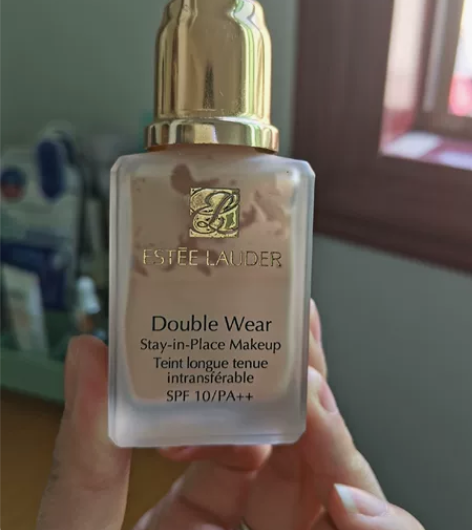 ESTĒE LAUDER
Double Wear
Stay-in-Place Makeup
Teint longue tenue
intransférable
SPF 10/PA++